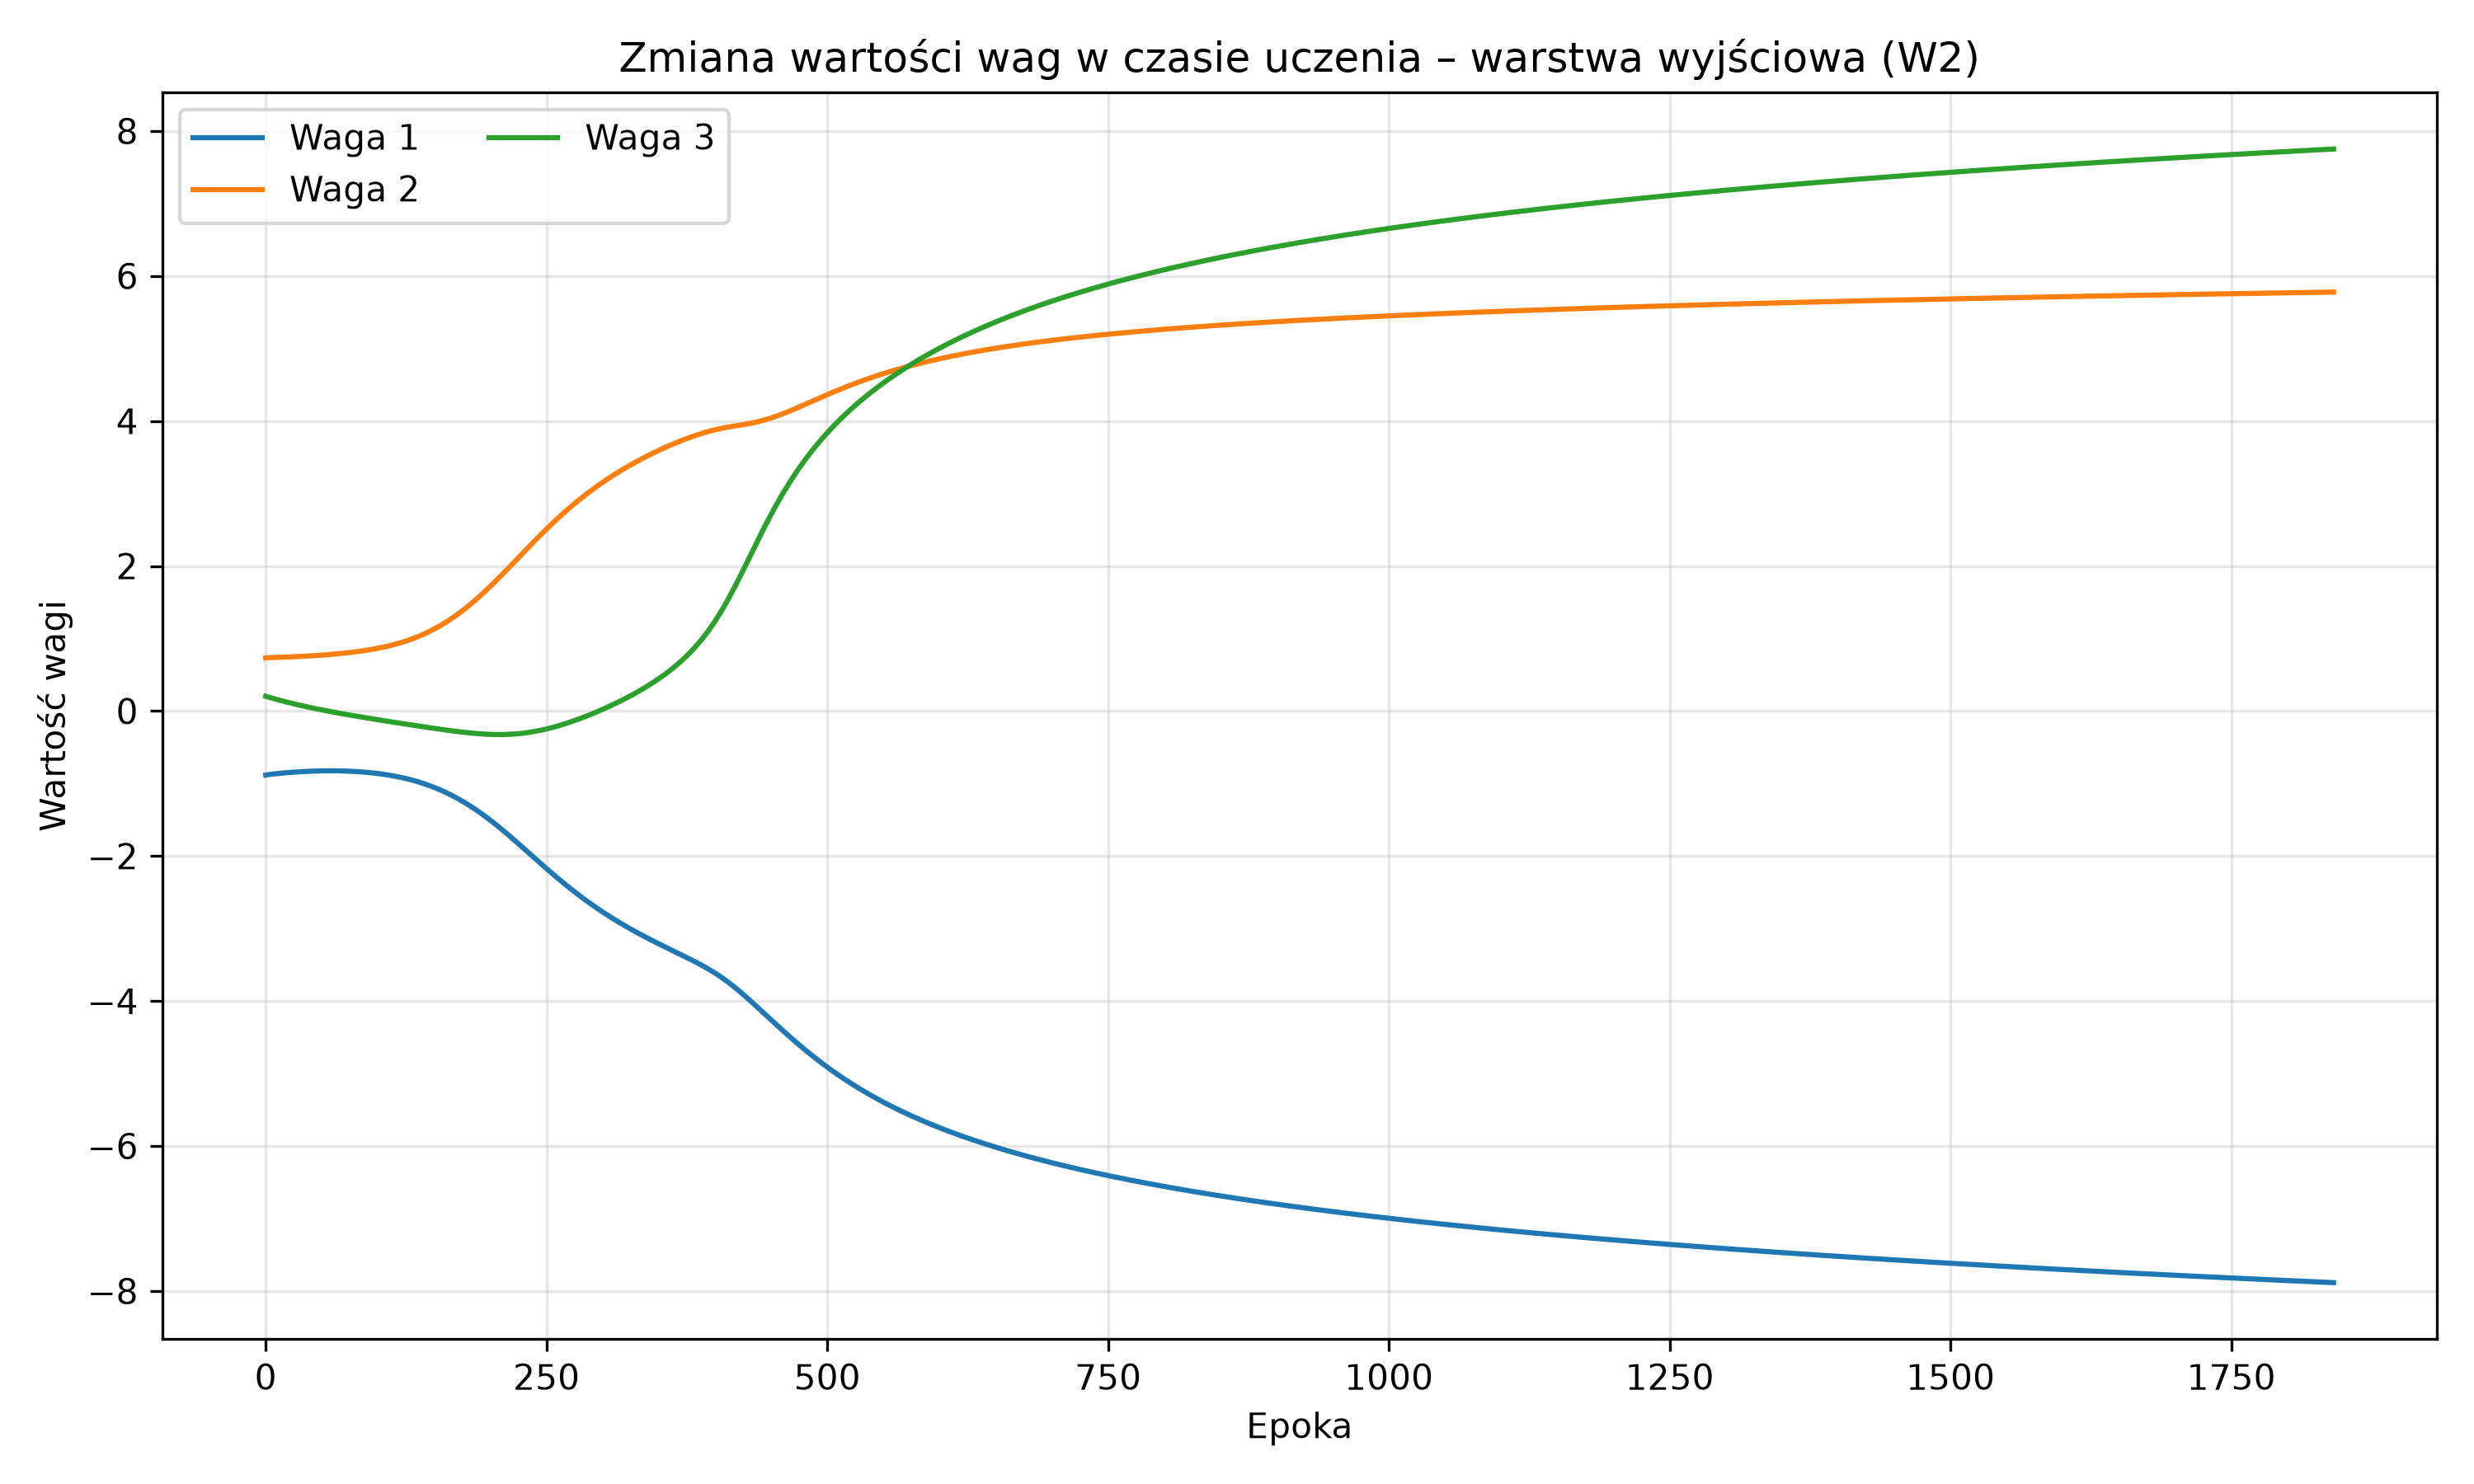 Zmiana wartości wag w czasie uczenia – warstwa wyjściowa (W2)
Waga 1
Waga 2
Waga 3
Wartość wagi
8
6
4
2
0
−2
−4
−6
−8
0 250 500 750 1000 1250 1500 1750
Epoka